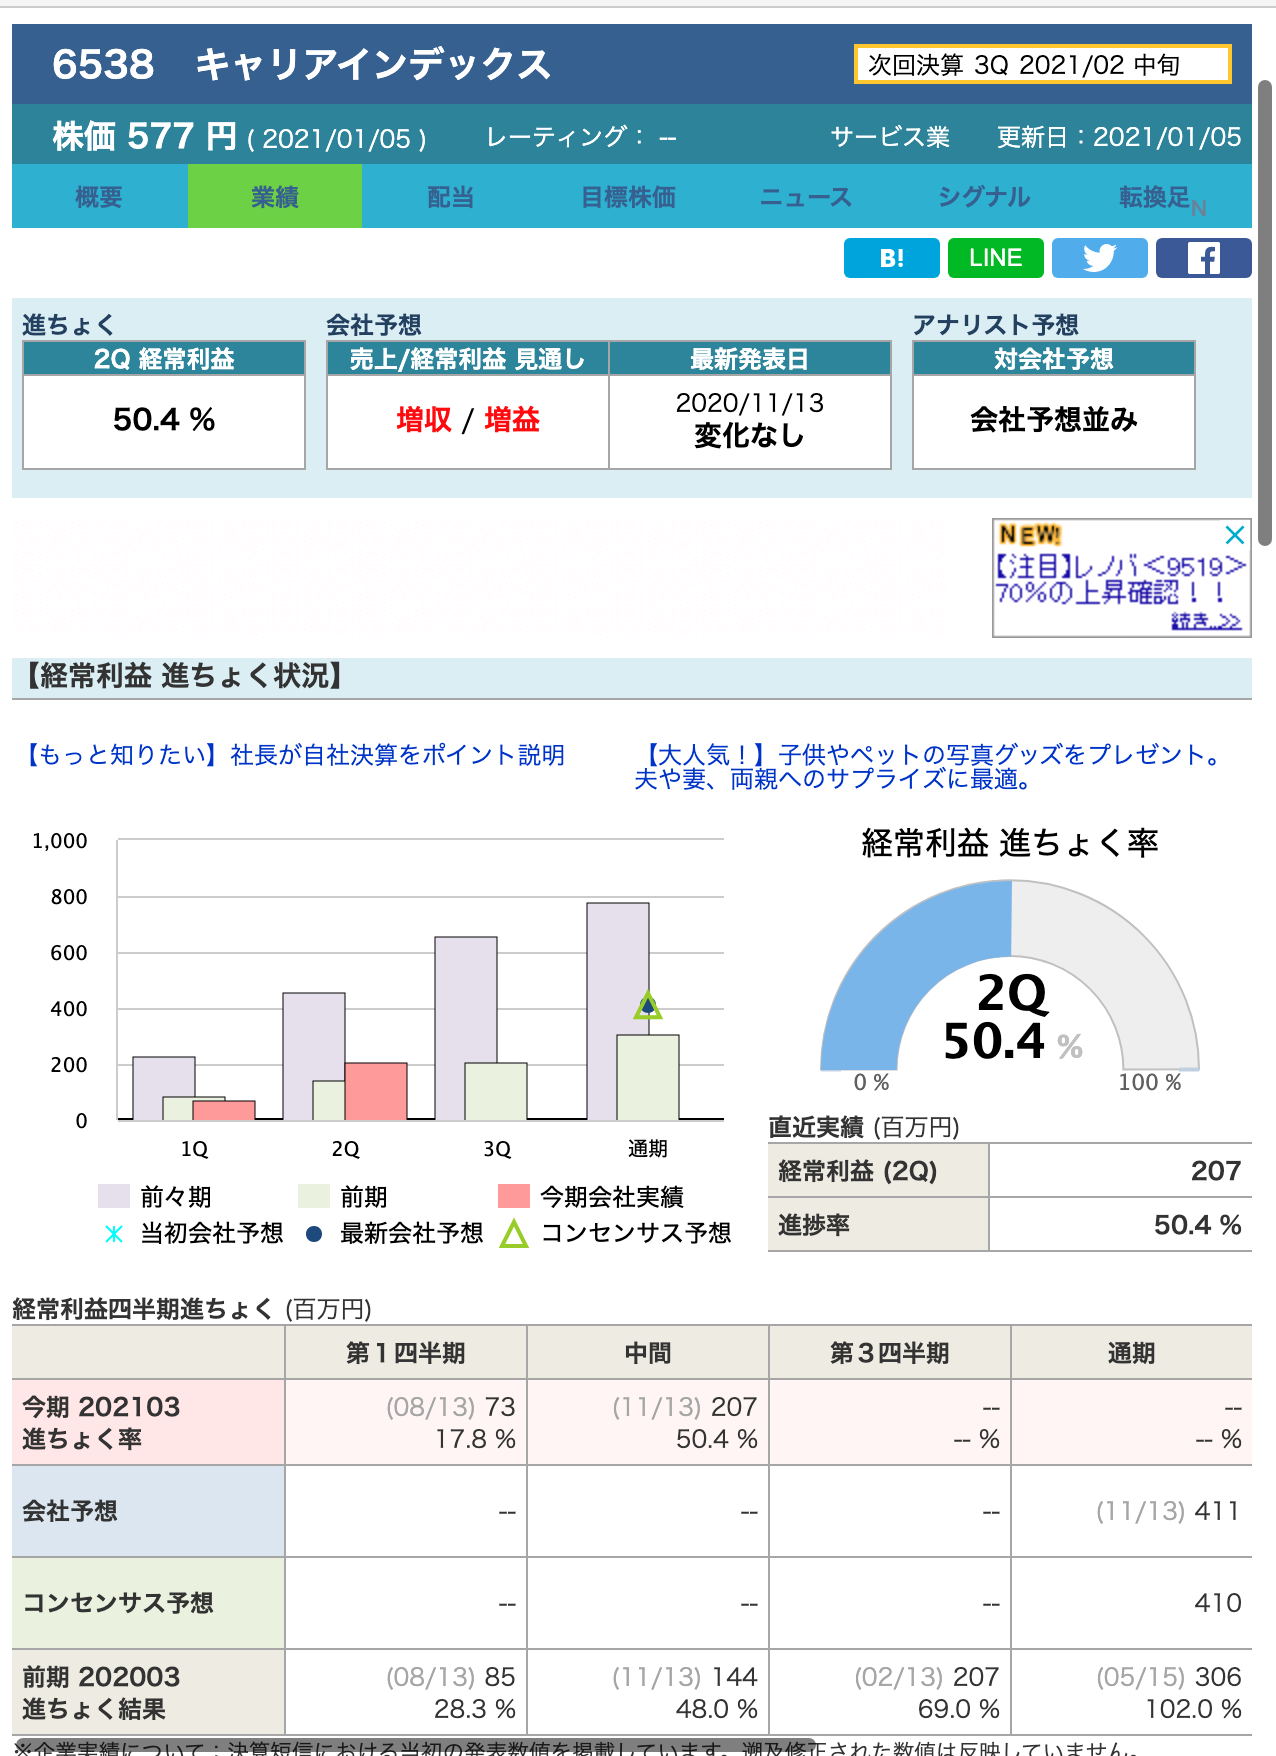 6538 キャリアインデックス
次回決算 3Q 2021/02 中旬
株価 577 円 ( 2021/01/05 ) レーティング： -- サービス業 更新日：2021/01/05
概要 業績 配当 目標株価 ニュース シグナル 転換足N
B! LINE
進ちょく 会社予想 アナリスト予想
2Q 経常利益 売上/経常利益 見通し 最新発表日 対会社予想
50.4 % 増収 / 増益 2020/11/13 会社予想並み
変化なし
NEW!
【注目】レノバ<9519>
70%の上昇確認！！
続き..>>
【経常利益 進ちょく状況】
【もっと知りたい】社長が自社決算をポイント説明
【大人気！】子供やペットの写真グッズをプレゼント。
夫や妻、両親へのサプライズに最適。
1,000
800
600
400
200
0
1Q 2Q 3Q 通期
前々期 前期 今期会社実績
当初会社予想 最新会社予想 コンセンサス予想
経常利益 進ちょく率
2Q
50.4 %
0 % 100 %
直近実績 (百万円)
経常利益 (2Q) 207
進捗率 50.4 %
経常利益四半期進ちょく (百万円)
第１四半期 中間 第３四半期 通期
今期 202103 (08/13) 73 (11/13) 207 -- --
進ちょく率 17.8 % 50.4 % -- % -- %
会社予想 -- -- -- (11/13) 411
コンセンサス予想 -- -- -- 410
前期 202003 (08/13) 85 (11/13) 144 (02/13) 207 (05/15) 306
進ちょく結果 28.3 % 48.0 % 69.0 % 102.0 %
※企業実績について：決算短信における当初の発表数値を掲載しています。遡及修正された数値は反映していません。